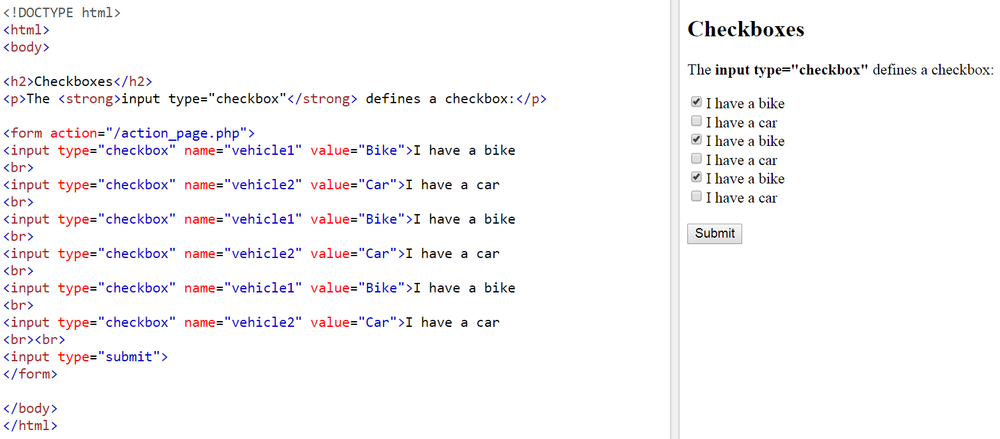 <!DOCTYPE html>
<html>
<body>
<h2>Checkboxes</h2>
<p>The <strong>input type="checkbox"</strong> defines a checkbox:</p>
<form action="/action_page.php">
<input type="checkbox" name="vehicle1" value="Bike">I have a bike
<br>
<input type="checkbox" name="vehicle2" value="Car">I have a car
<br>
<input type="checkbox" name="vehicle1" value="Bike">I have a bike
<br>
<input type="checkbox" name="vehicle2" value="Car">I have a car
<br>
<input type="checkbox" name="vehicle1" value="Bike">I have a bike
<br>
<input type="checkbox" name="vehicle2" value="Car">I have a car
<br><br>
<input type="submit">
</form>
</body>
</html>
Checkboxes
The input type="checkbox" defines a checkbox:
I have a bike
I have a car
I have a bike
I have a car
I have a bike
I have a car
Submit